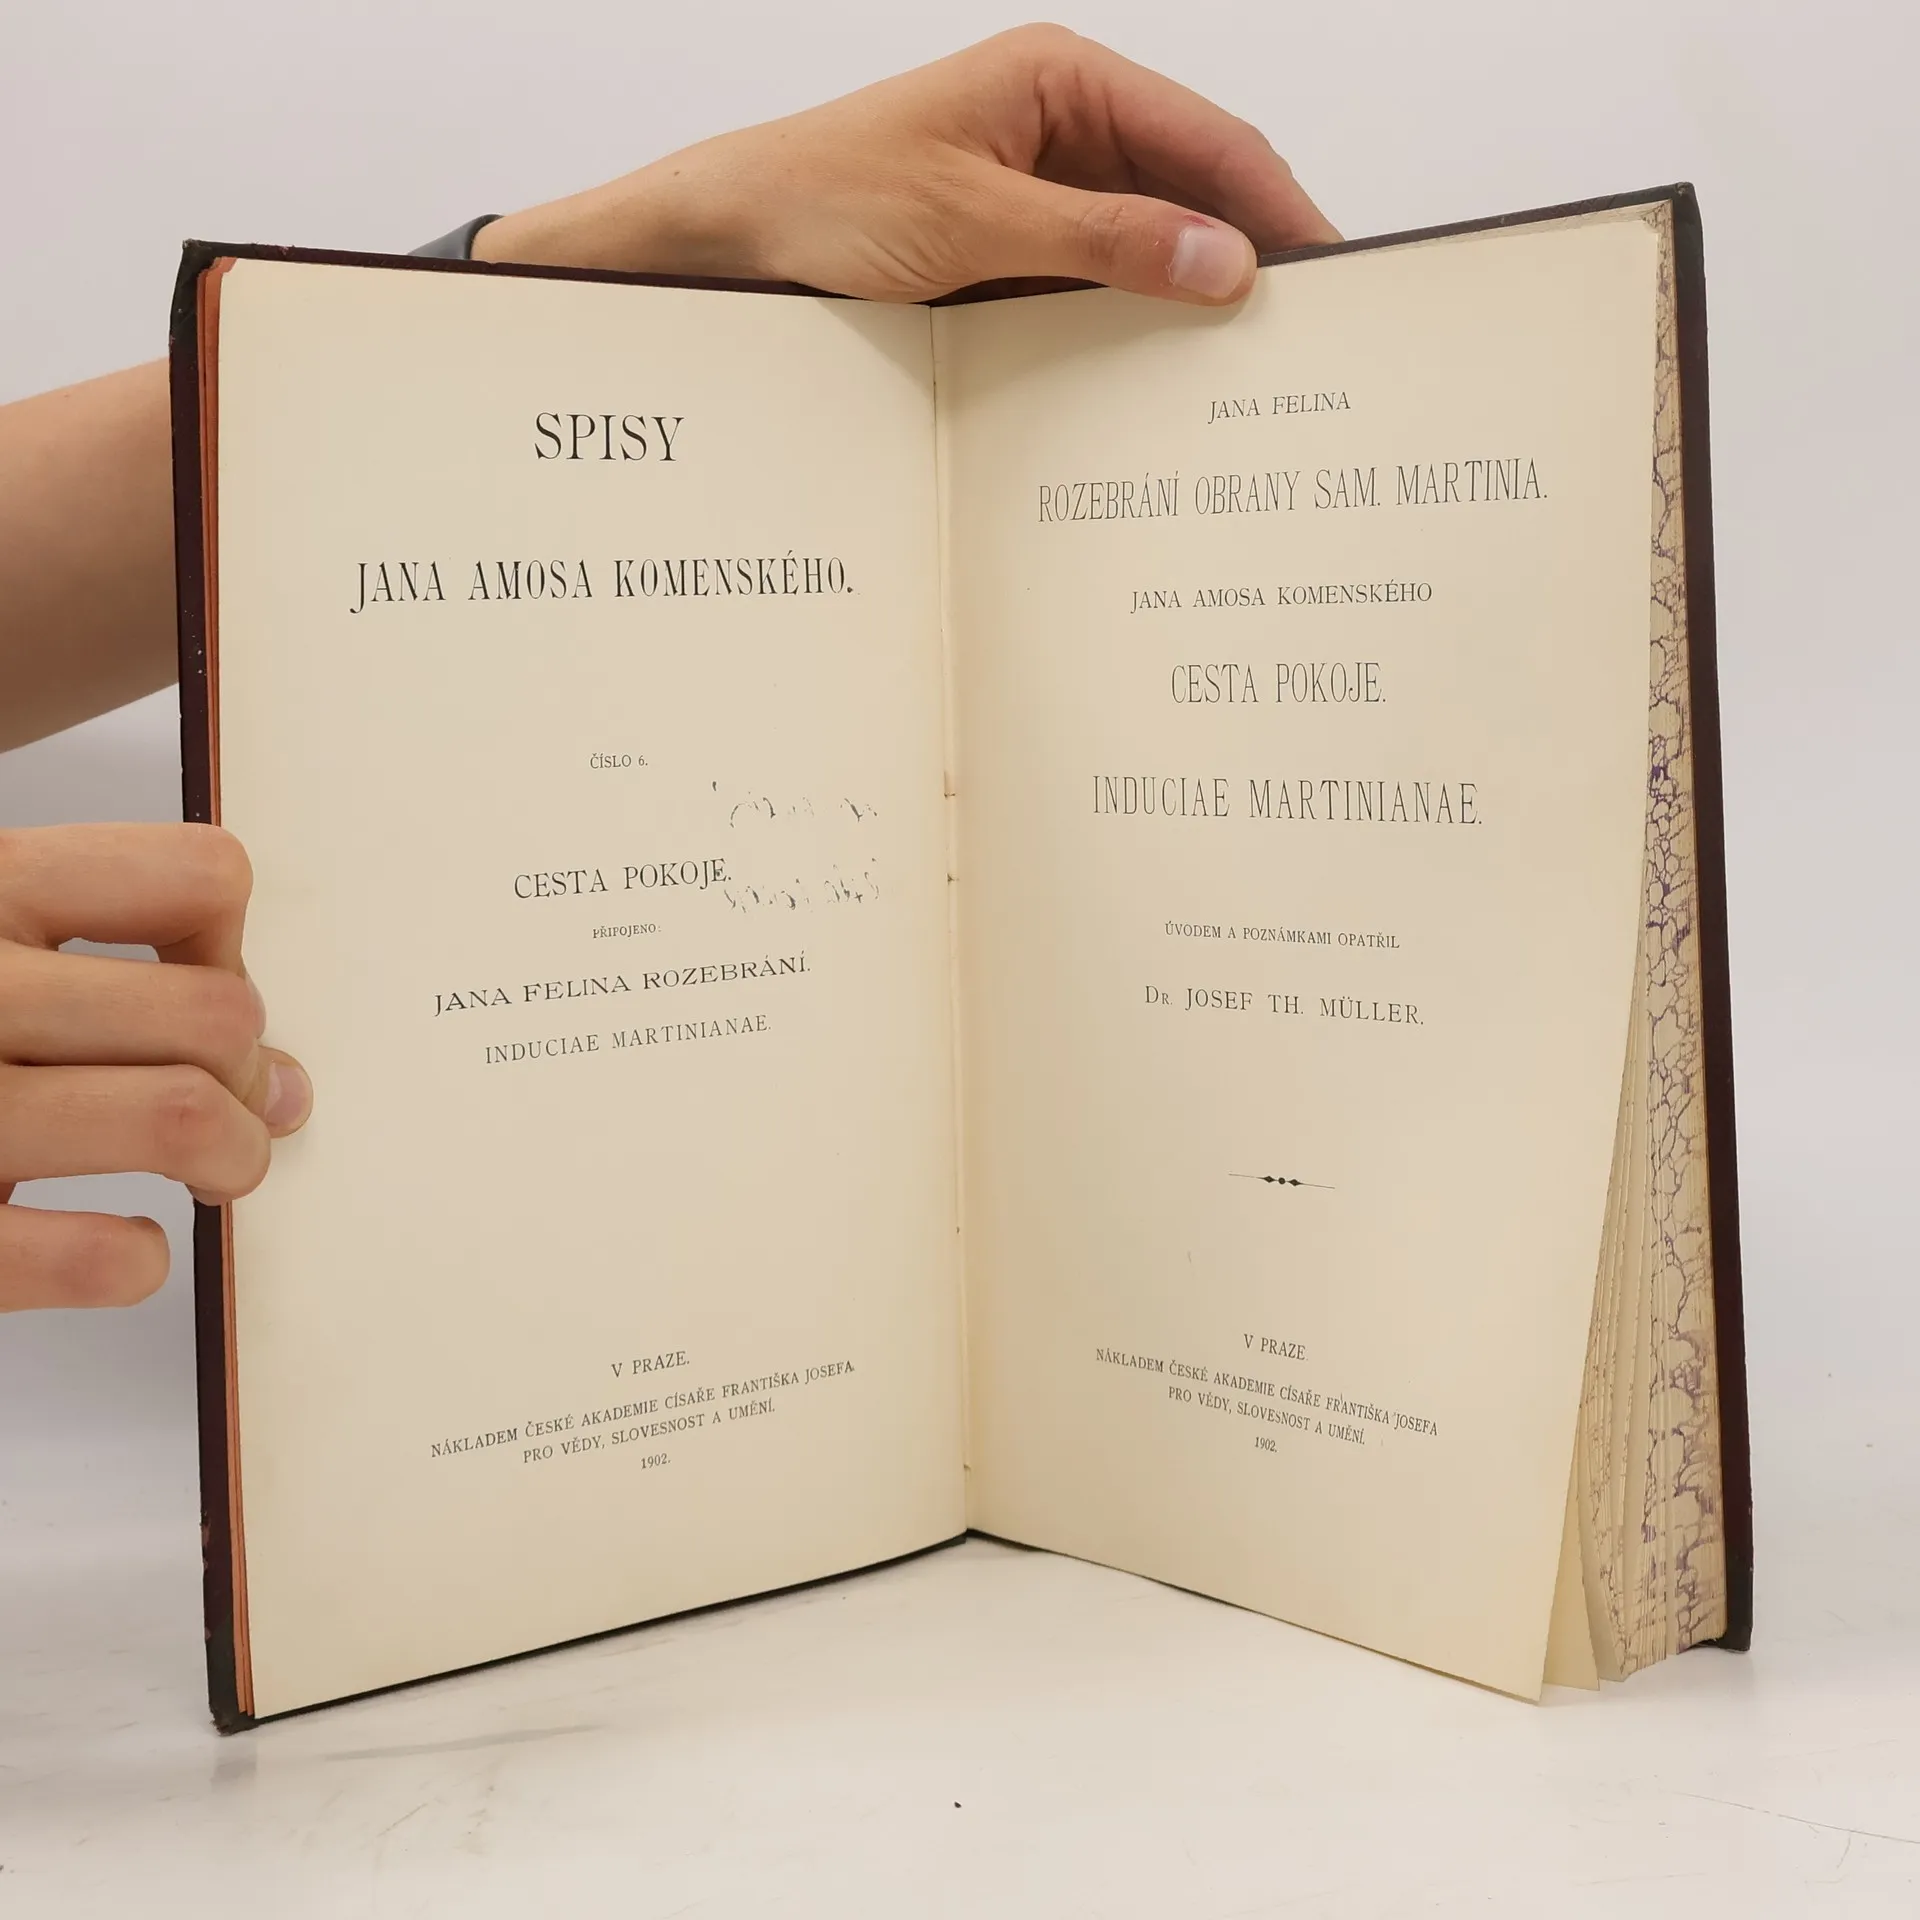 SPISY
JANA AMOSA KOMENSKÉHO.
ČÍSLO 6.
CESTA POKOJE.
PŘIPOJENO:
JANA FELINA ROZEBRÁNÍ.
INDUCIAE MARTINIANAE.
V PRAZE.
NÁKLADEM ČESKÉ AKADEMIE CÍSAŘE FRANTIŠKA JOSEFA
PRO VĚDY, SLOVESNOST A UMĚNÍ.
1902.
JANA FELINA
ROZEBRÁNÍ OBRANY SAM. MARTINIA.
JANA AMOSA KOMENSKÉHO
CESTA POKOJE.
INDUCIAE MARTINIANAE.
ÚVODEM A POZNÁMKAMI OPATŘIL
DR. JOSEF TH. MÜLLER.
V PRAZE.
NÁKLADEM ČESKÉ AKADEMIE CÍSAŘE FRANTIŠKA JOSEFA
PRO VĚDY, SLOVESNOST A UMĚNÍ.
1902.